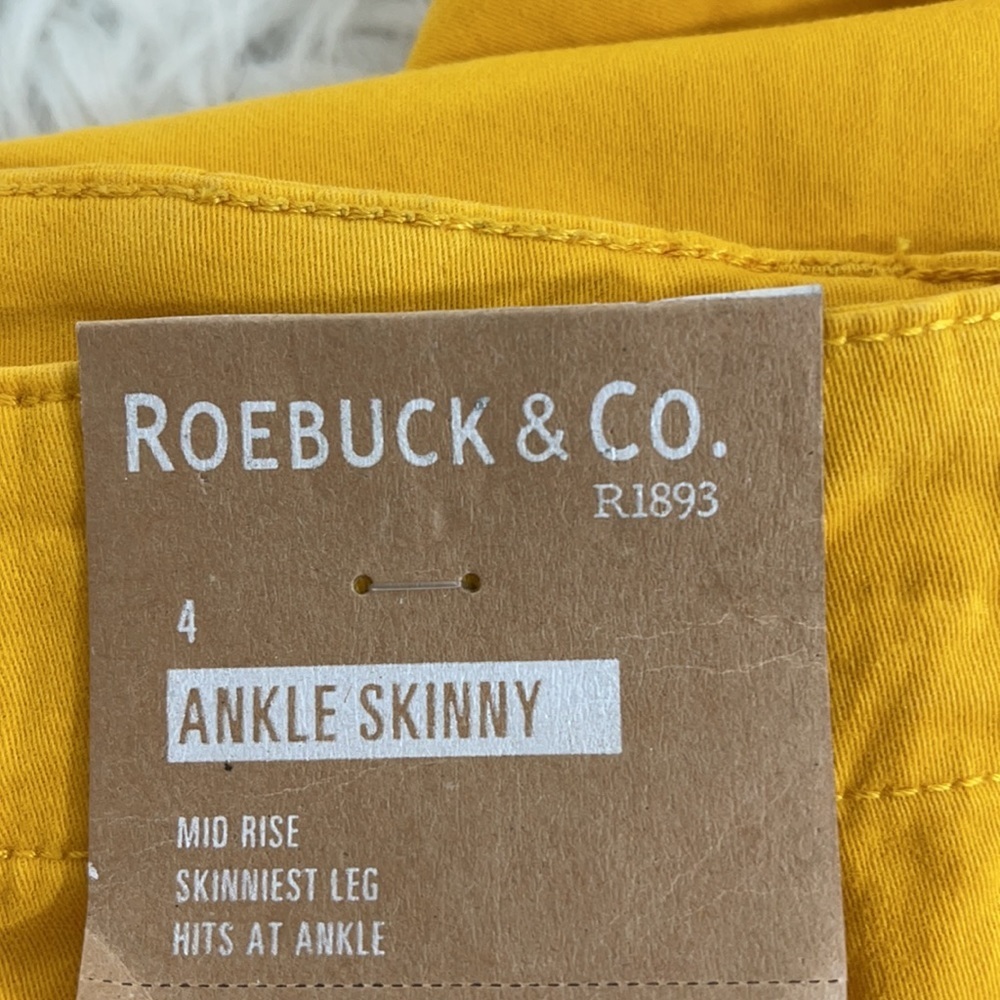 ROEBUCK & CO.
R1893
4
ANKLE SKINNY
MID RISE
SKINNIEST LEG
HITS AT ANKLE